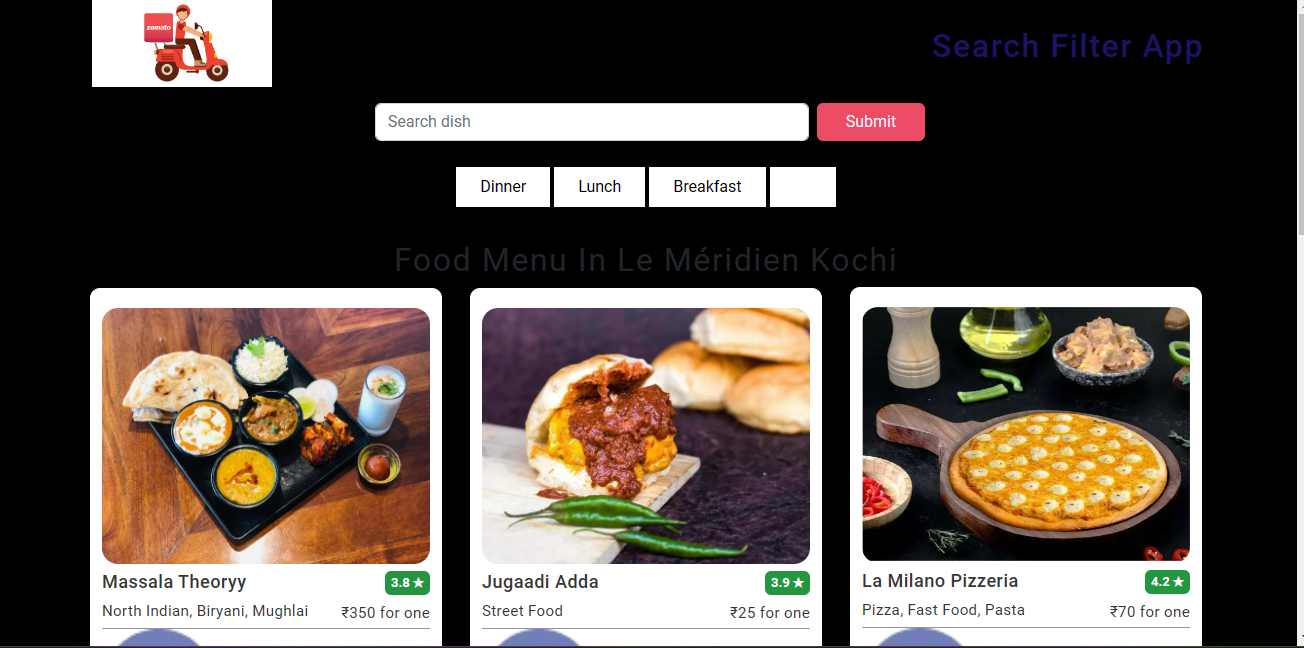 zomato
Search Filter App
Search dish
Submit
Dinner
Lunch
Breakfast
Food Menu In Le Méridien Kochi
Massala Theoryy
3.8 ★
North Indian, Biryani, Mughlai
₹350 for one
Jugaadi Adda
3.9 ★
Street Food
₹25 for one
La Milano Pizzeria
4.2 ★
Pizza, Fast Food, Pasta
₹70 for one